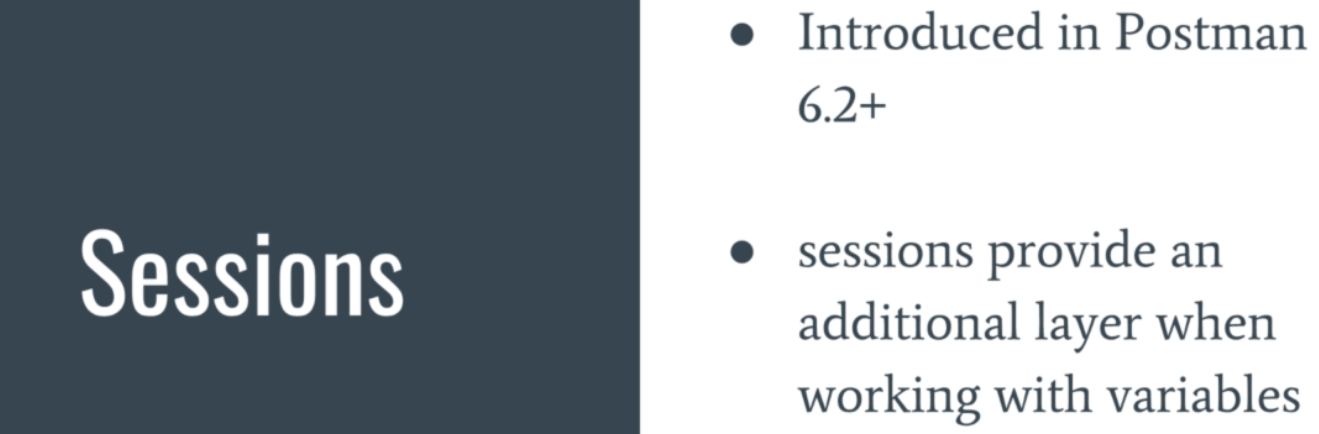 Sessions
● Introduced in Postman
6.2+
● sessions provide an
additional layer when
working with variables